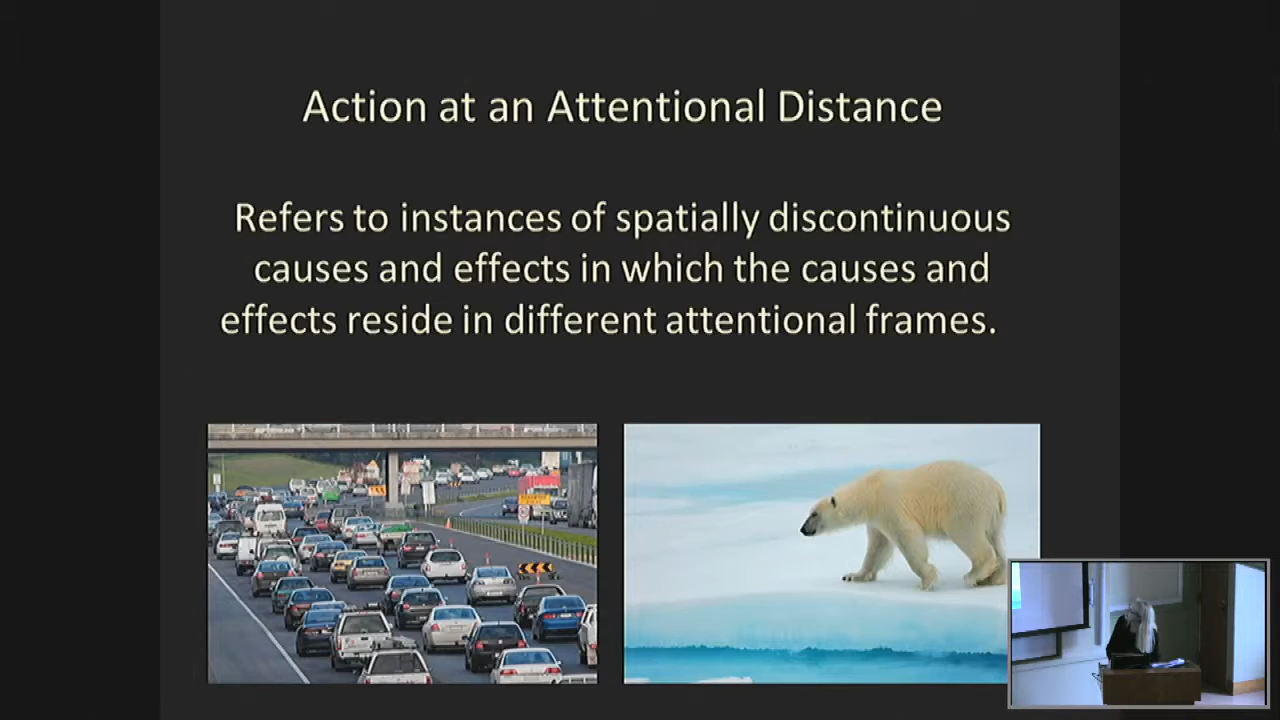 Action at an Attentional Distance
Refers to instances of spatially discontinuous
causes and effects in which the causes and
effects reside in different attentional frames.